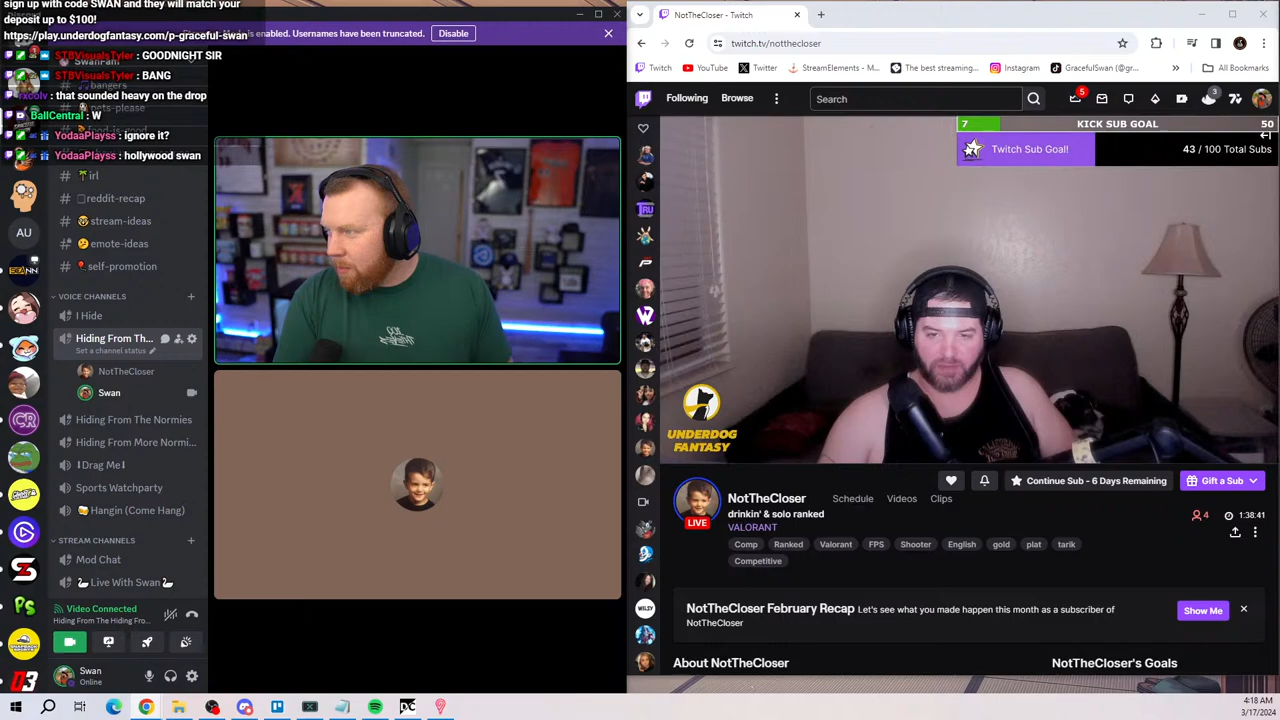 sign up with code SWAN and they will match your
deposit up to $100!
https://play.underdogfantasy.com/p-graceful-swan
STBVisualsTyler : GOODNIGHT SIR
STBVisualsTyler : BANG
rxoolv : that sounded heavy on the drop
BallCentral : W
YodaaPlayss : ignore it?
YodaaPlayss : hollywood swan
bangers
pets-please
irl
reddit-recap
stream-ideas
emote-ideas
self-promotion
VOICE CHANNELS
I Hide
Hiding From Th...
Set a channel status
NotTheCloser
Swan
Hiding From The Normies
Hiding From More Normi...
Drag Me
Sports Watchparty
Hangin (Come Hang)
STREAM CHANNELS
Mod Chat
Live With Swan
Video Connected
Hiding From The Hiding Fro...
Swan
Online
AU
is enabled. Usernames have been truncated.
Disable
NotTheCloser - Twitch
twitch.tv/notthecloser
Twitch
YouTube
Twitter
StreamElements - M...
The best streaming...
Instagram
GracefulSwan (@gr...
All Bookmarks
Following
Browse
Search
5
3
7 KICK SUB GOAL 50
Twitch Sub Goal!
43 / 100 Total Subs
UNDERDOG
FANTASY
Continue Sub - 6 Days Remaining
Gift a Sub
NotTheCloser
Schedule
Videos
Clips
drinkin' & solo ranked
VALORANT
LIVE
4
1:38:41
Comp
Ranked
Valorant
FPS
Shooter
English
gold
plat
tarik
Competitive
NotTheCloser February Recap Let's see what you made happen this month as a subscriber of
NotTheCloser
Show Me
About NotTheCloser
NotTheCloser's Goals
4:18 AM
3/17/2024